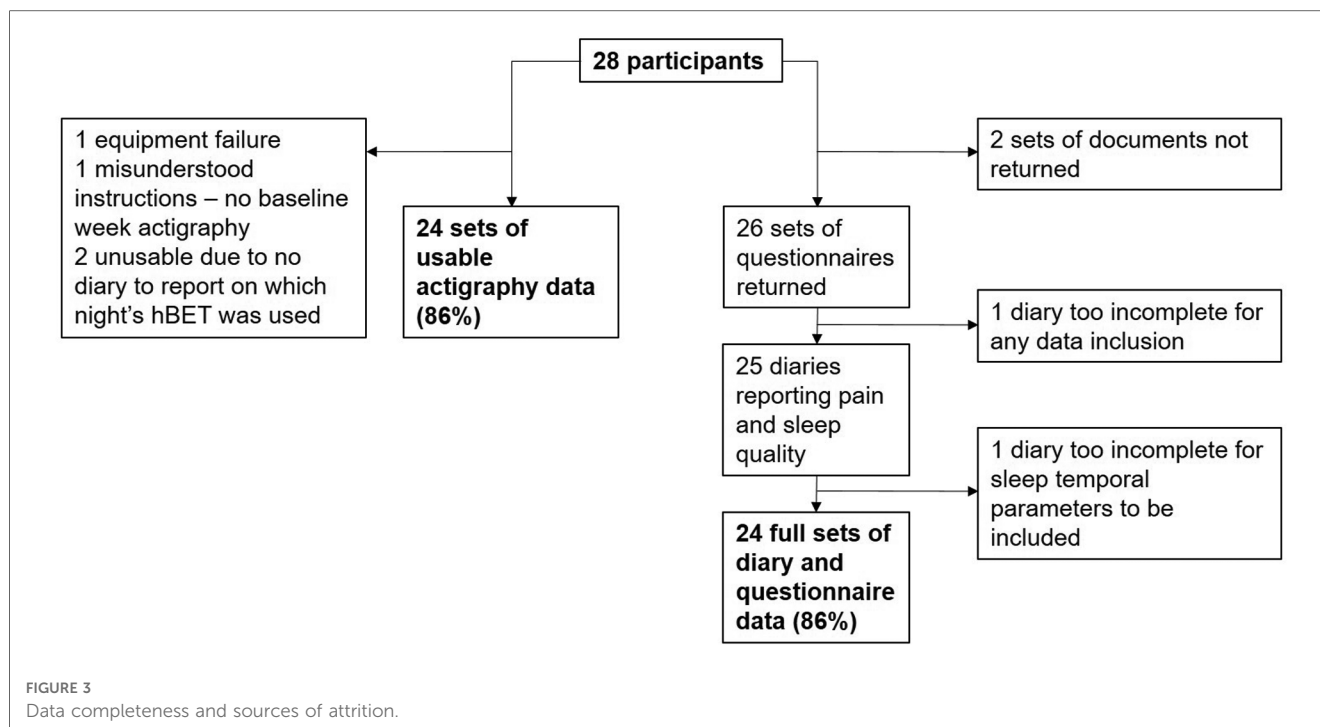 28 participants
1 equipment failure
1 misunderstood
instructions – no baseline
week actigraphy
2 unusable due to no
diary to report on which
night’s hBET was used
24 sets of
usable
actigraphy data
(86%)
2 sets of documents not
returned
26 sets of
questionnaires
returned
1 diary too incomplete for
any data inclusion
25 diaries
reporting pain
and sleep
quality
1 diary too incomplete for
sleep temporal
parameters to be
included
24 full sets of
diary and
questionnaire
data (86%)
FIGURE 3
Data completeness and sources of attrition.